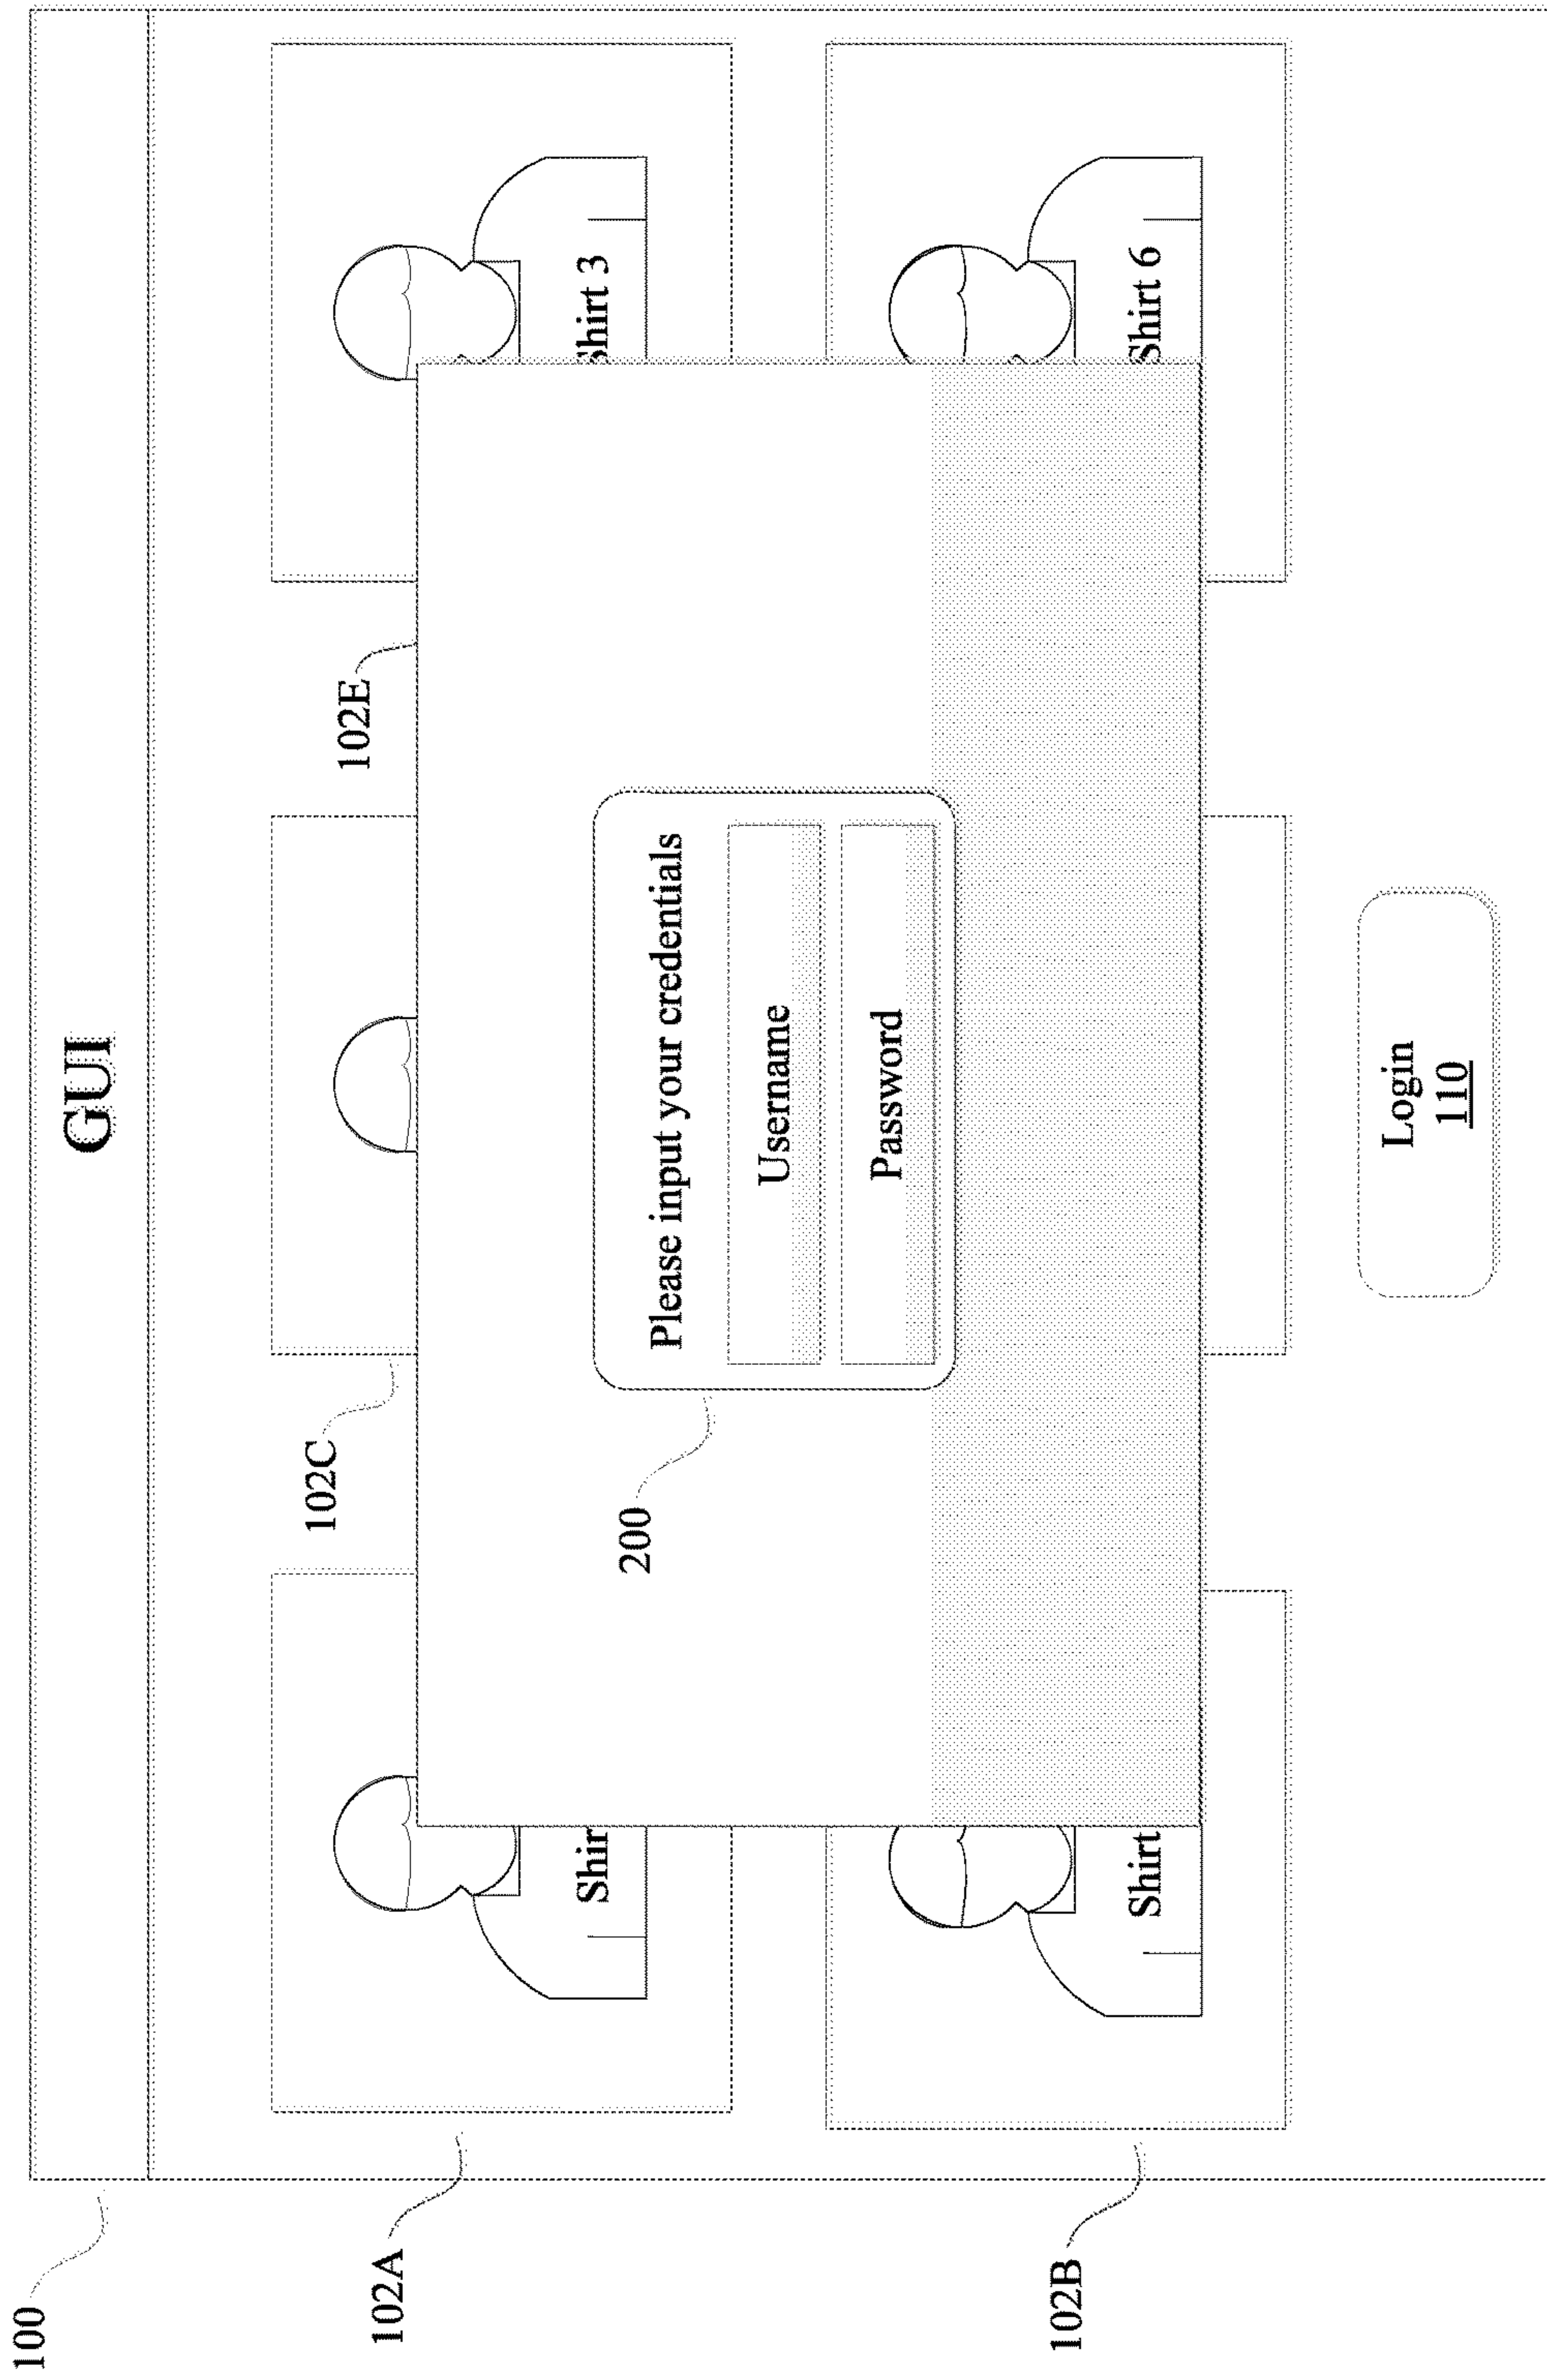 GUI
100
102C
102E
102A
Shir
Shirt 3
200
Please input your credentials
Username
Password
102B
Shirt
Shirt 6
Login
110